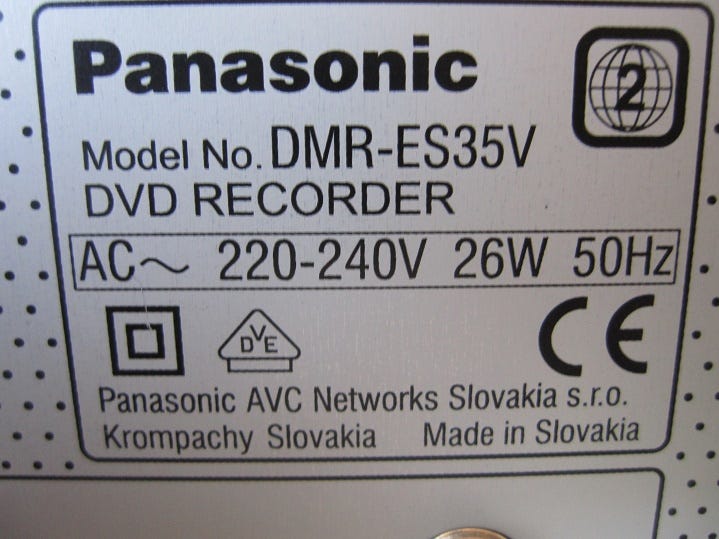 Panasonic
2
Model No. DMR-ES35V
DVD RECORDER
AC～ 220-240V 26W 50Hz
DVE
CE
Panasonic AVC Networks Slovakia s.r.o.
Krompachy Slovakia Made in Slovakia